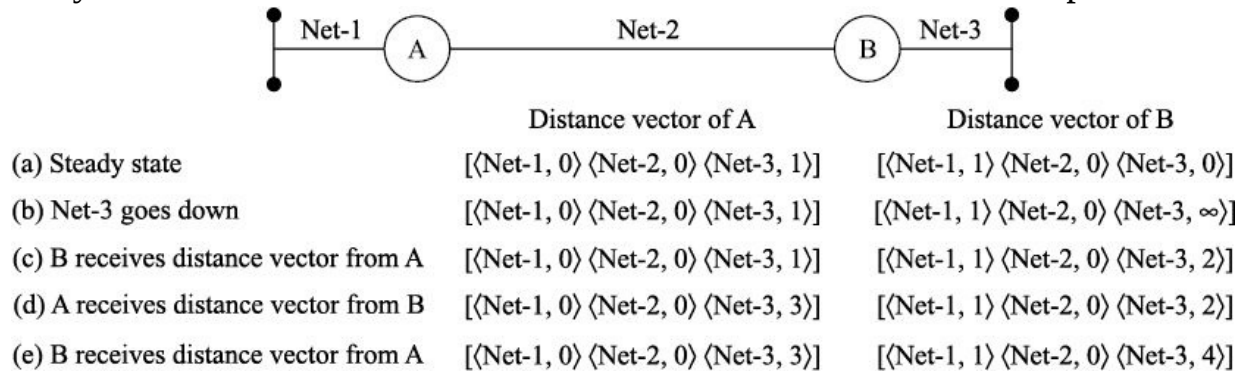 Net-1 A Net-2 B Net-3
Distance vector of A Distance vector of B
(a) Steady state [⟨Net-1, 0⟩ ⟨Net-2, 0⟩ ⟨Net-3, 1⟩] [⟨Net-1, 1⟩ ⟨Net-2, 0⟩ ⟨Net-3, 0⟩]
(b) Net-3 goes down [⟨Net-1, 0⟩ ⟨Net-2, 0⟩ ⟨Net-3, 1⟩] [⟨Net-1, 1⟩ ⟨Net-2, 0⟩ ⟨Net-3, ∞⟩]
(c) B receives distance vector from A [⟨Net-1, 0⟩ ⟨Net-2, 0⟩ ⟨Net-3, 1⟩] [⟨Net-1, 1⟩ ⟨Net-2, 0⟩ ⟨Net-3, 2⟩]
(d) A receives distance vector from B [⟨Net-1, 0⟩ ⟨Net-2, 0⟩ ⟨Net-3, 3⟩] [⟨Net-1, 1⟩ ⟨Net-2, 0⟩ ⟨Net-3, 2⟩]
(e) B receives distance vector from A [⟨Net-1, 0⟩ ⟨Net-2, 0⟩ ⟨Net-3, 3⟩] [⟨Net-1, 1⟩ ⟨Net-2, 0⟩ ⟨Net-3, 4⟩]